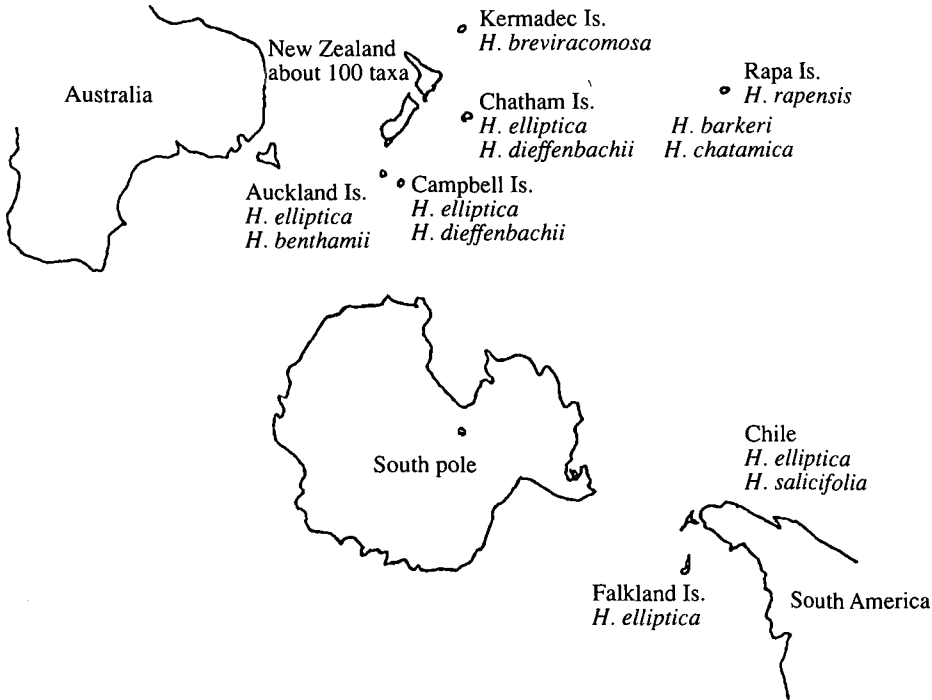 Kermadec Is.
H. breviracomosa
New Zealand
about 100 taxa
Rapa Is.
H. rapensis
Australia
Chatham Is.
H. elliptica
H. dieffenbachii
H. barkeri
H. chatamica
Auckland Is.
H. elliptica
H. benthamii
Campbell Is.
H. elliptica
H. dieffenbachii
South pole
Chile
H. elliptica
H. salicifolia
Falkland Is.
H. elliptica
South America